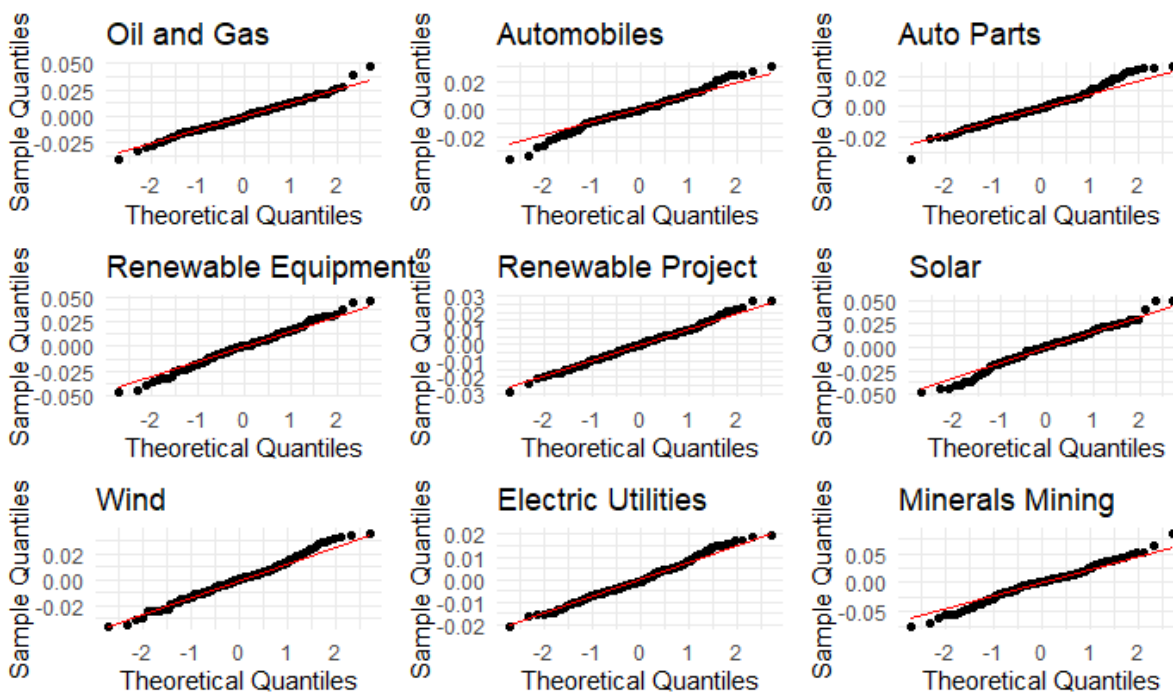 Oil and Gas
Sample Quantiles
0.050
0.025
0.000
-0.025
-2 -1 0 1 2
Theoretical Quantiles
Automobiles
Sample Quantiles
0.02
0.00
-0.02
-2 -1 0 1 2
Theoretical Quantiles
Auto Parts
Sample Quantiles
0.02
0.00
-0.02
-2 -1 0 1 2
Theoretical Quantiles
Renewable Equipment
Sample Quantiles
0.050
0.025
0.000
-0.025
-0.050
-2 -1 0 1 2
Theoretical Quantiles
Renewable Project
Sample Quantiles
0.03
0.02
0.01
0.00
-0.01
-0.02
-0.03
-2 -1 0 1 2
Theoretical Quantiles
Solar
Sample Quantiles
0.050
0.025
0.000
-0.025
-0.050
-2 -1 0 1 2
Theoretical Quantiles
Wind
Sample Quantiles
0.02
0.00
-0.02
-2 -1 0 1 2
Theoretical Quantiles
Electric Utilities
Sample Quantiles
0.02
0.01
0.00
-0.01
-0.02
-2 -1 0 1 2
Theoretical Quantiles
Minerals Mining
Sample Quantiles
0.05
0.00
-0.05
-2 -1 0 1 2
Theoretical Quantiles